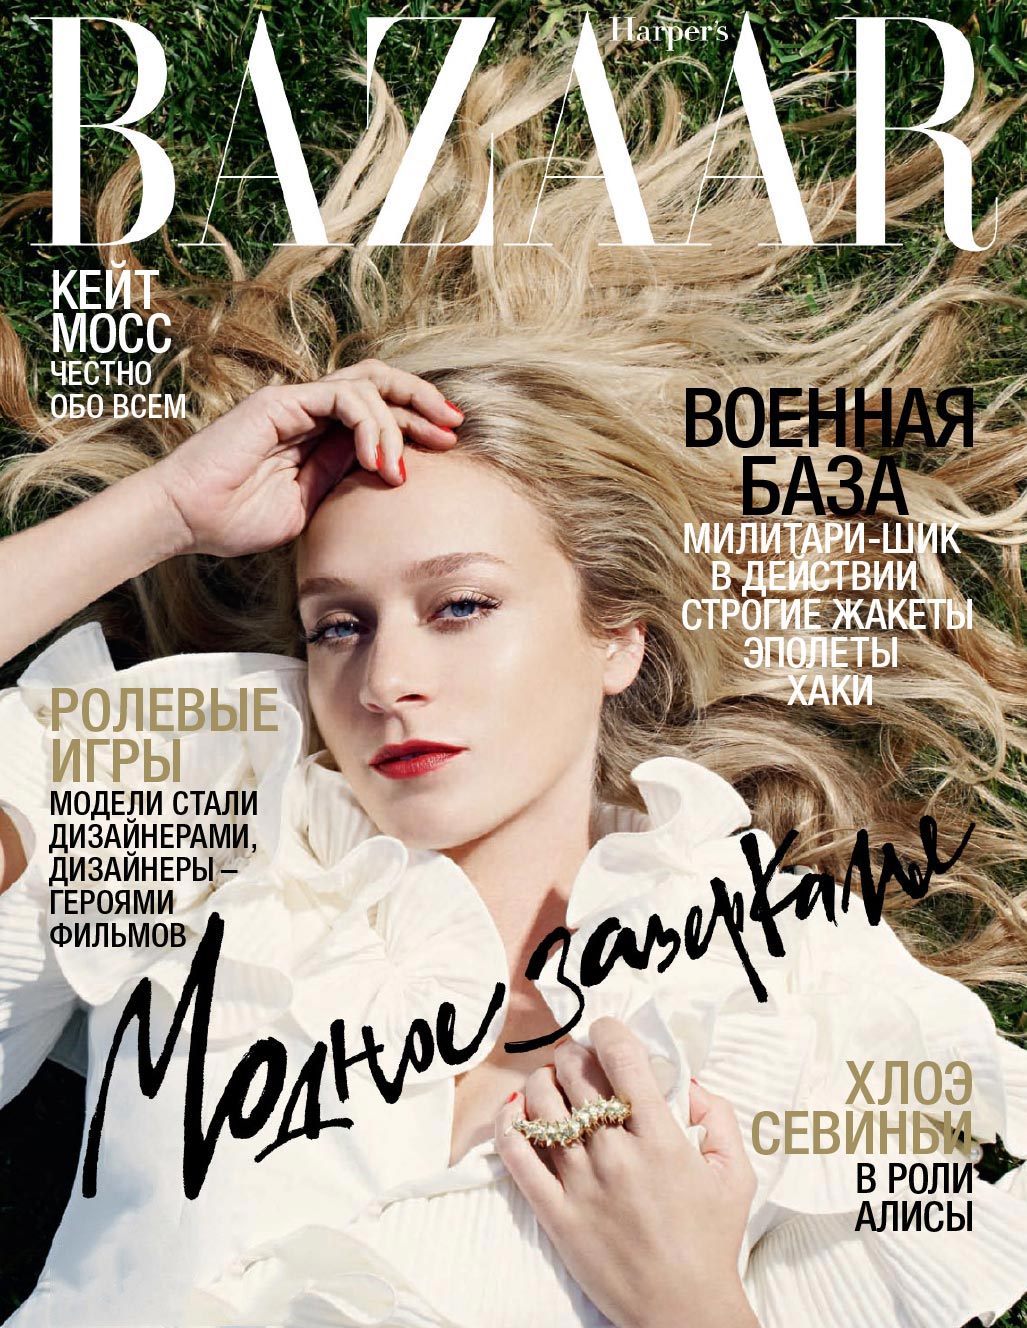 Harper's
BAZAAR
КЕЙТ
МОСС
ЧЕСТНО
ОБО ВСЕМ
ВОЕННАЯ
БАЗА
МИЛИТАРИ-ШИК
В ДЕЙСТВИИ
СТРОГИЕ ЖАКЕТЫ
ЭПОЛЕТЫ
ХАКИ
РОЛЕВЫЕ
ИГРЫ
МОДЕЛИ СТАЛИ
ДИЗАЙНЕРАМИ,
ДИЗАЙНЕРЫ –
ГЕРОЯМИ
ФИЛЬМОВ
Модное зазеркалье
ХЛОЭ
СЕВИНЬИ
В РОЛИ
АЛИСЫ